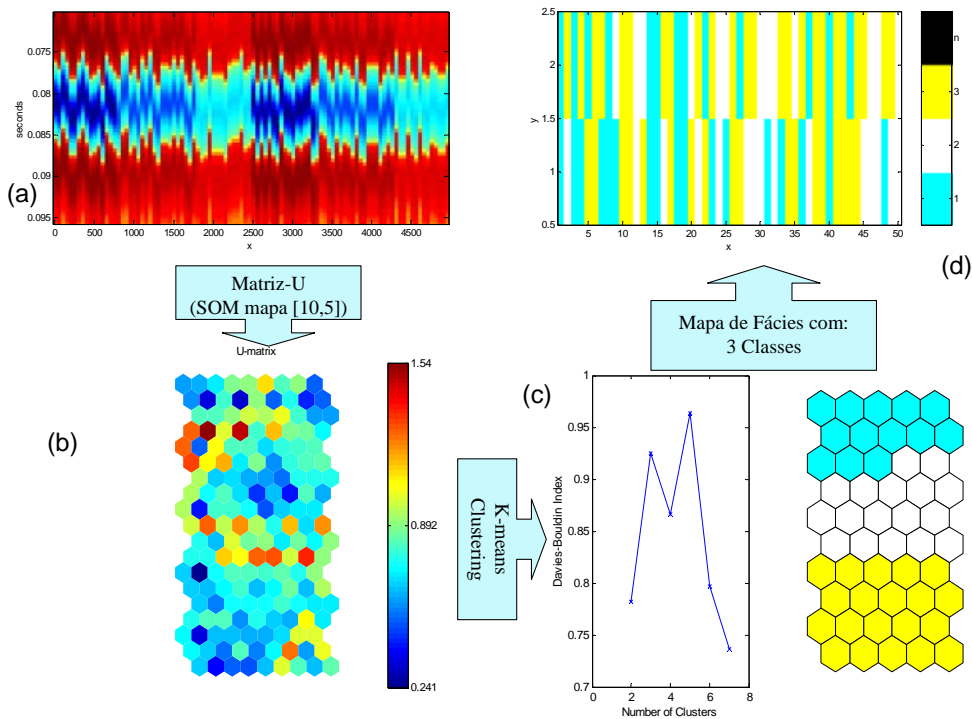 0.075
0.08
0.085
0.09
0.095
seconds
0 500 1000 1500 2000 2500 3000 3500 4000 4500
x
(a)
2.5
2
1.5
1
0.5
y
5 10 15 20 25 30 35 40 45 50
x
n
3
2
1
(d)
Matriz-U
(SOM mapa [10,5])
Mapa de Fácies com:
3 Classes
U-matrix
1.54
0.892
0.241
(b)
K-means
Clustering
(c)
1
0.95
0.9
0.85
0.8
0.75
0.7
Davies-Bouldin Index
0 2 4 6 8
Number of Clusters